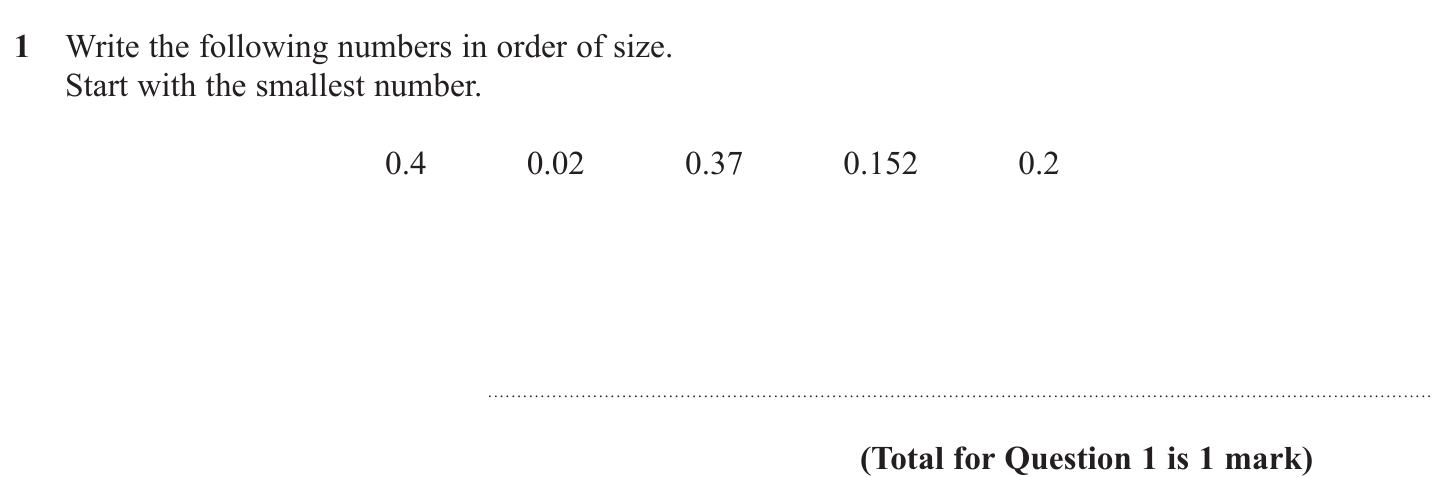 1 Write the following numbers in order of size.
Start with the smallest number.
0.4 0.02 0.37 0.152 0.2
(Total for Question 1 is 1 mark)